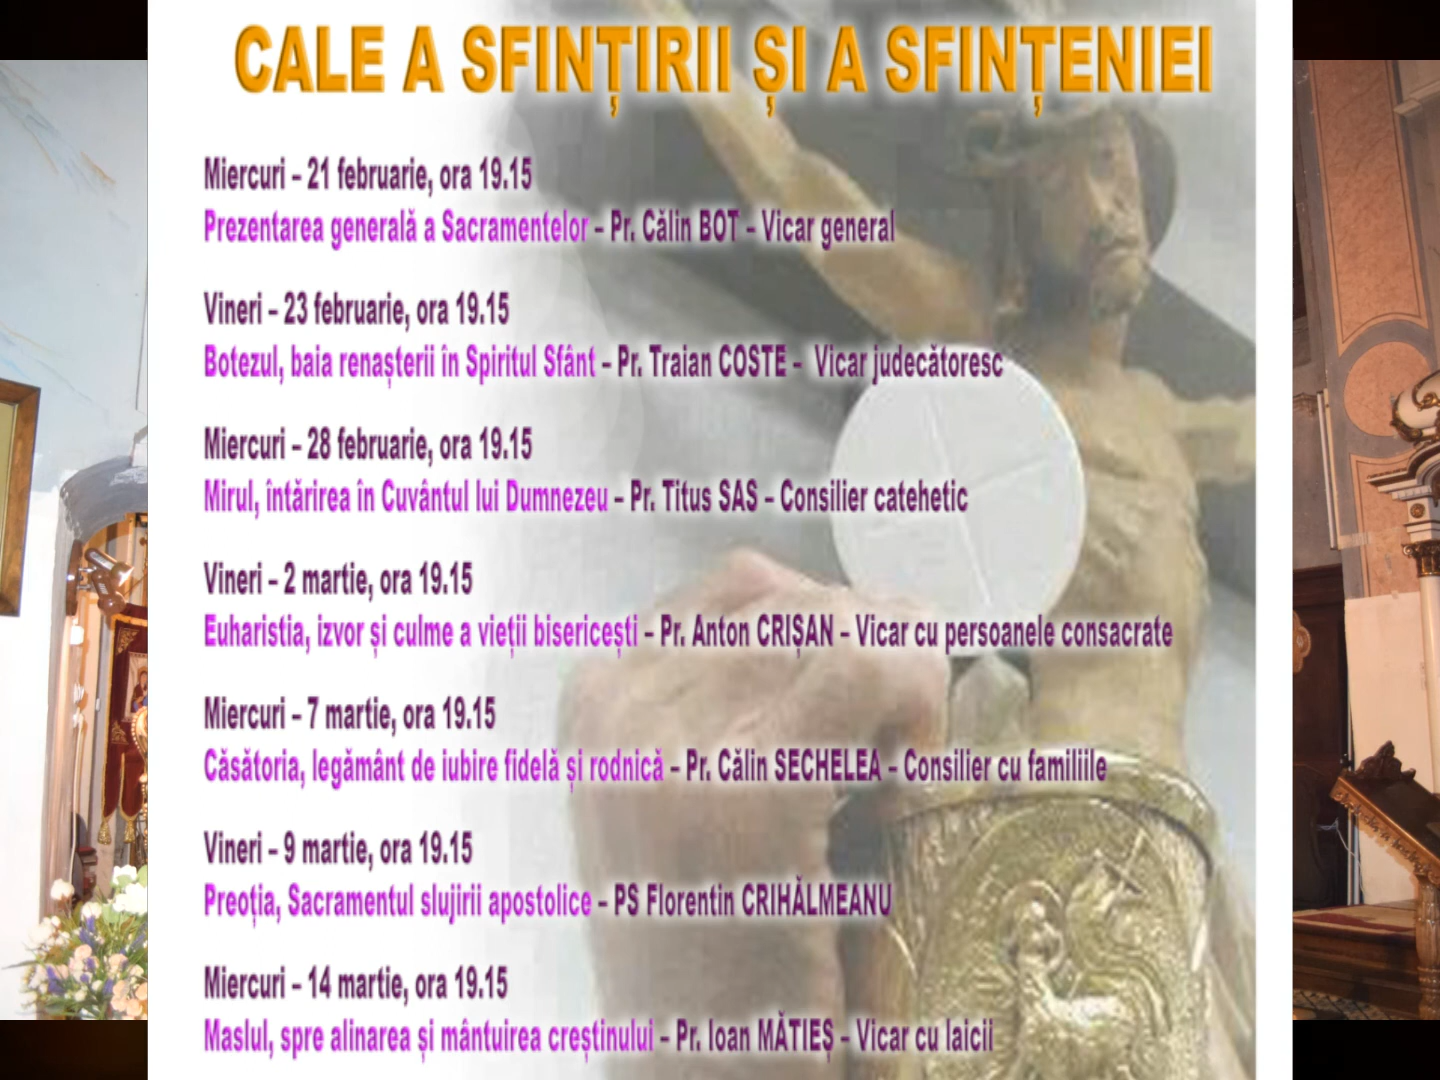 CALE A SFINȚIRII ȘI A SFINȚENIEI
Miercuri – 21 februarie, ora 19.15
Prezentarea generală a Sacramentelor – Pr. Călin BOT – Vicar general
Vineri – 23 februarie, ora 19.15
Botezul, baia renașterii în Spiritul Sfânt – Pr. Traian COSTE – Vicar judecătoresc
Miercuri – 28 februarie, ora 19.15
Mirul, întărirea în Cuvântul lui Dumnezeu – Pr. Titus SAS – Consilier catehetic
Vineri – 2 martie, ora 19.15
Euharistia, izvor și culme a vieții bisericești – Pr. Anton CRIȘAN – Vicar cu persoanele consacrate
Miercuri – 7 martie, ora 19.15
Căsătoria, legământ de iubire fidelă și rodnică – Pr. Călin SECHELEA – Consilier cu familiile
Vineri – 9 martie, ora 19.15
Preoția, Sacramentul slujirii apostolice – PS Florentin CRIHĂLMEANU
Miercuri – 14 martie, ora 19.15
Maslul, spre alinarea și mântuirea creștinului – Pr. Ioan MĂTIEȘ – Vicar cu laicii